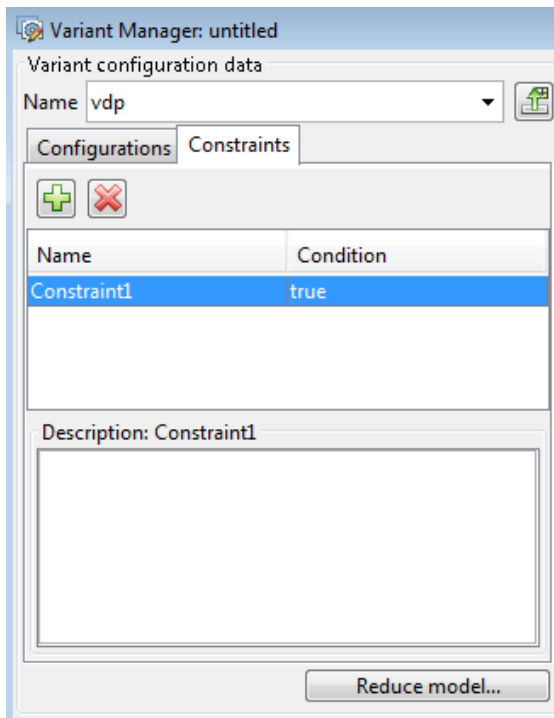 Variant Manager: untitled
Variant configuration data
Name vdp
Configurations Constraints
Name Condition
Constraint1 true
Description: Constraint1
Reduce model...